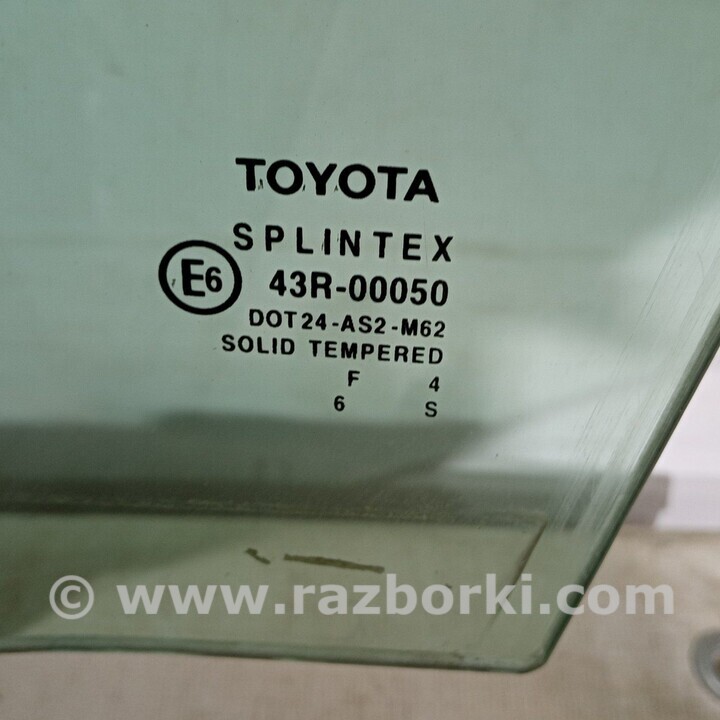 TOYOTA
SPLINTEX
E6 43R-00050
DOT24-AS2-M62
SOLID TEMPERED
F 4
6 S
© www.razborki.com